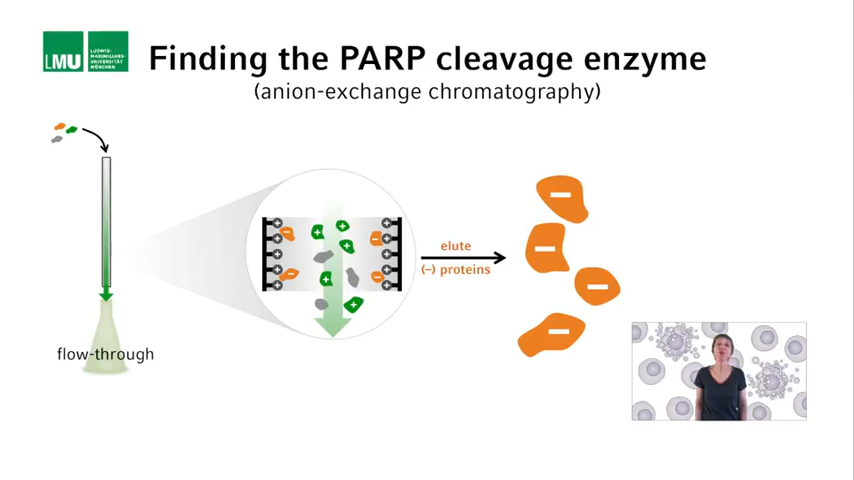 LMU
LUDWIG-
MAXIMILIANS-
UNIVERSITÄT
MÜNCHEN
Finding the PARP cleavage enzyme
(anion-exchange chromatography)
elute
(−) proteins
flow-through